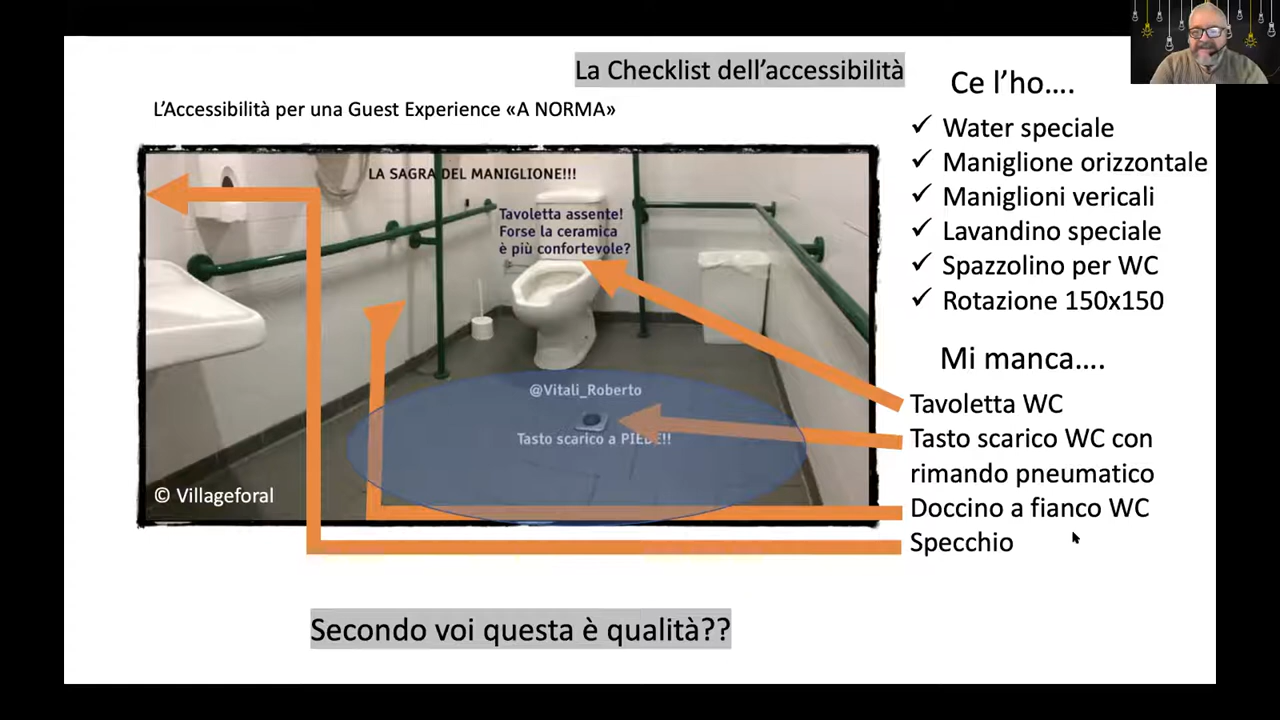 La Checklist dell’accessibilità
L’Accessibilità per una Guest Experience «A NORMA»
LA SAGRA DEL MANIGLIONE!!!
Tavoletta assente!
Forse la ceramica
è più confortevole?
@Vitali_Roberto
Tasto scarico a PIEDE!!
© Villageforal
Ce l’ho....
✓ Water speciale
✓ Maniglione orizzontale
✓ Maniglioni vericali
✓ Lavandino speciale
✓ Spazzolino per WC
✓ Rotazione 150x150
Mi manca....
Tavoletta WC
Tasto scarico WC con
rimando pneumatico
Doccino a fianco WC
Specchio
Secondo voi questa è qualità??